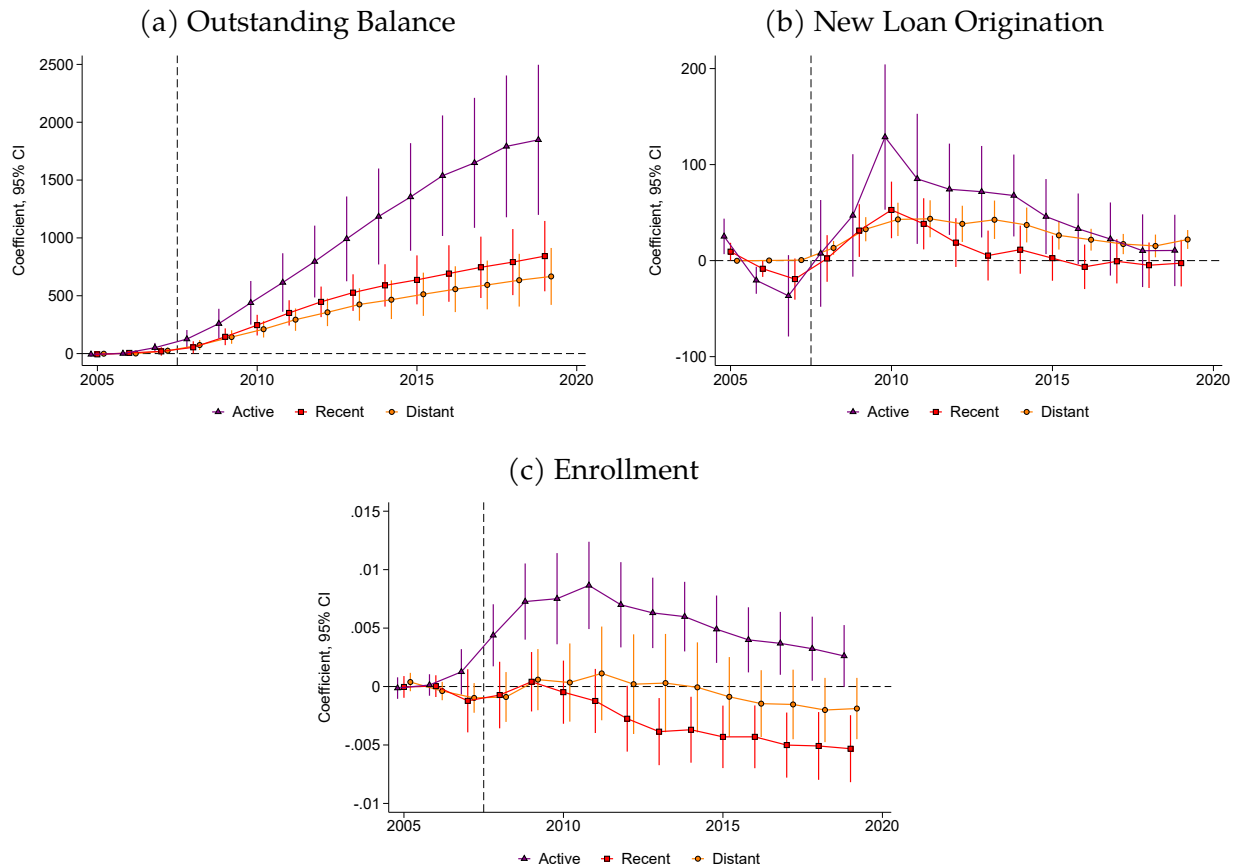 (a) Outstanding Balance
Coefficient, 95% CI
2500
2000
1500
1000
500
0
2005 2010 2015 2020
Active Recent Distant
(b) New Loan Origination
Coefficient, 95% CI
200
100
0
-100
2005 2010 2015 2020
Active Recent Distant
(c) Enrollment
Coefficient, 95% CI
.015
.01
.005
0
-.005
-.01
2005 2010 2015 2020
Active Recent Distant